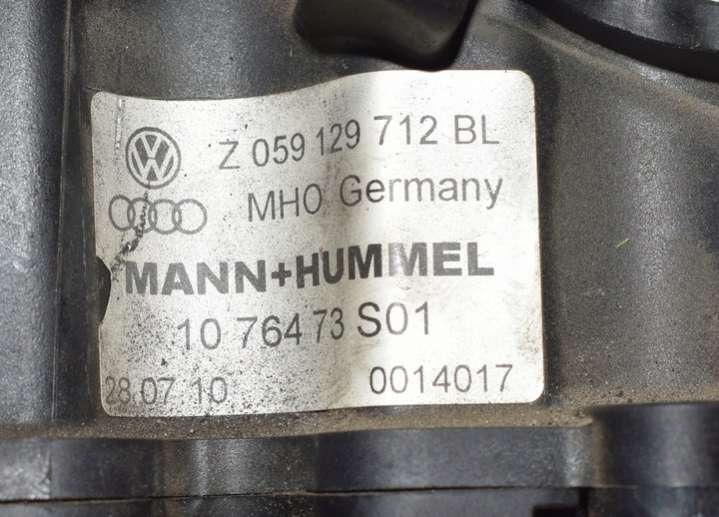 Z 059 129 712 BL
MHO Germany
MANN+HUMMEL
10 764 73 S01
28.07.10 0014017